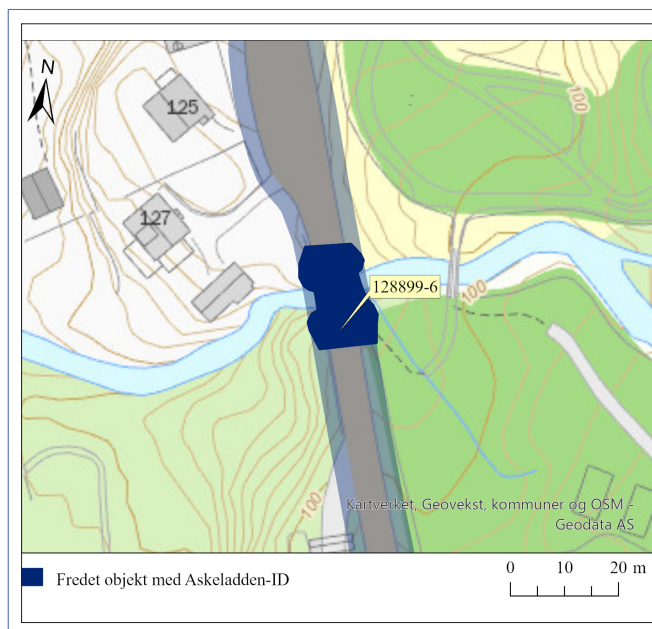 N
125
100
127
128899-6
100
100
Kartverket, Geovekst, kommuner og OSM -
Geodata AS
Fredet objekt med Askeladden-ID
0 10 20 m